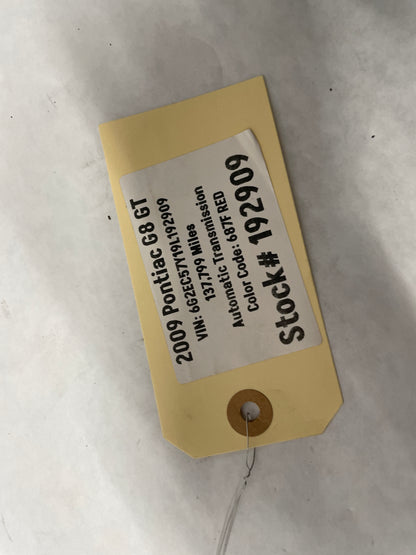 2009 Pontiac G8 GT
VIN: 6G2EC57Y19L192909
137,799 Miles
Automatic Transmission
Color Code: 687F RED
Stock# 192909